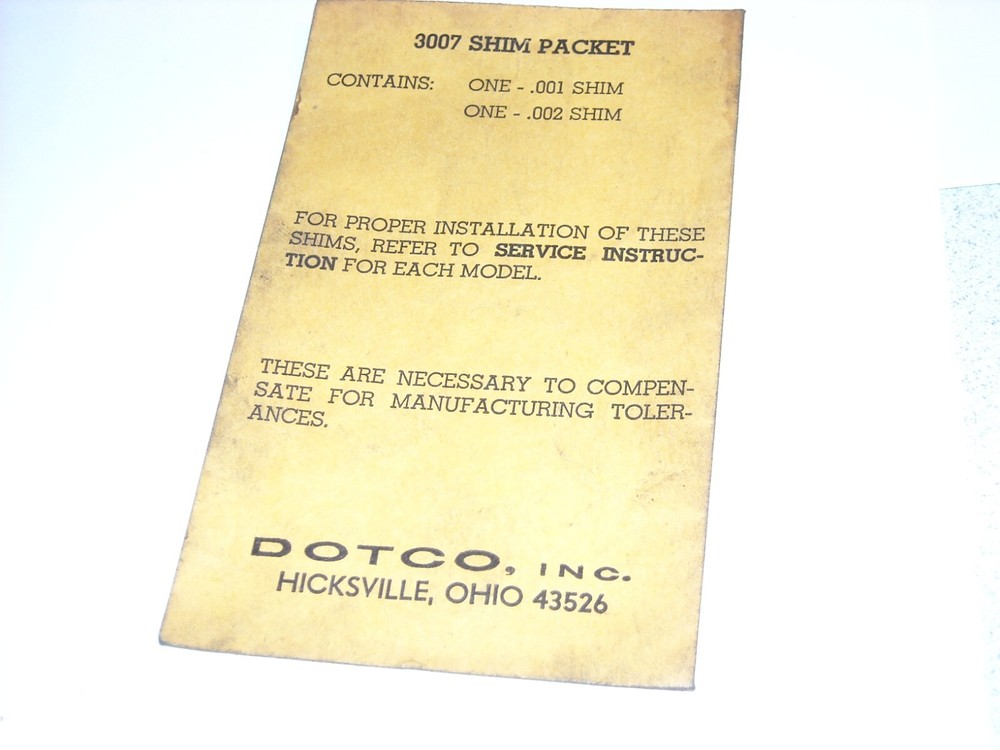 3007 SHIM PACKET
CONTAINS: ONE - .001 SHIM
ONE - .002 SHIM
FOR PROPER INSTALLATION OF THESE
SHIMS, REFER TO SERVICE INSTRUC-
TION FOR EACH MODEL.
THESE ARE NECESSARY TO COMPEN-
SATE FOR MANUFACTURING TOLER-
ANCES.
DOTCO, INC.
HICKSVILLE, OHIO 43526